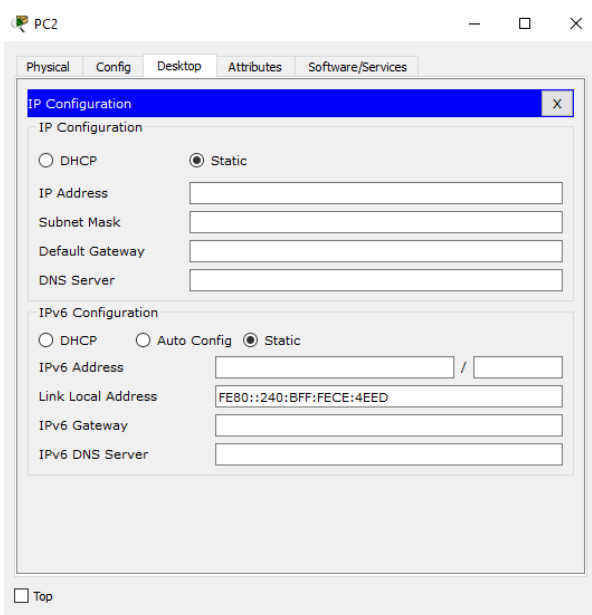 PC2
Physical Config Desktop Attributes Software/Services
IP Configuration X
IP Configuration
DHCP Static
IP Address
Subnet Mask
Default Gateway
DNS Server
IPv6 Configuration
DHCP Auto Config Static
IPv6 Address /
Link Local Address FE80::240:BFF:FECE:4EED
IPv6 Gateway
IPv6 DNS Server
Top